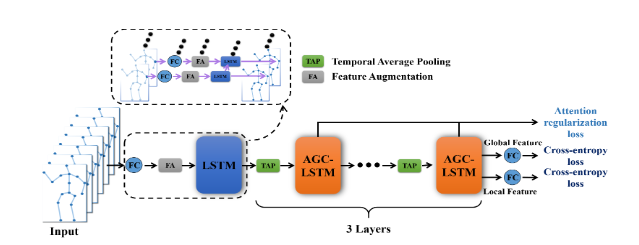 FC
FA
LSTM
FC
FA
LSTM
TAP Temporal Average Pooling
FA Feature Augmentation
Attention
regularization
loss
FC
FA
LSTM
TAP
AGC-
LSTM
TAP
AGC-
LSTM
Global Feature
FC
Cross-entropy
loss
Local Feature
FC
Cross-entropy
loss
Input
3 Layers